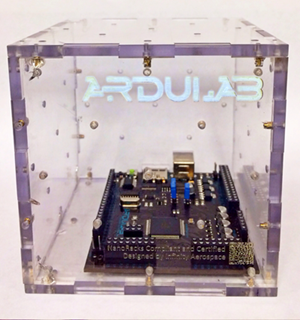 ARDULAB
NanoRacks Compliant and Certified
Designed by Infinity Aerospace